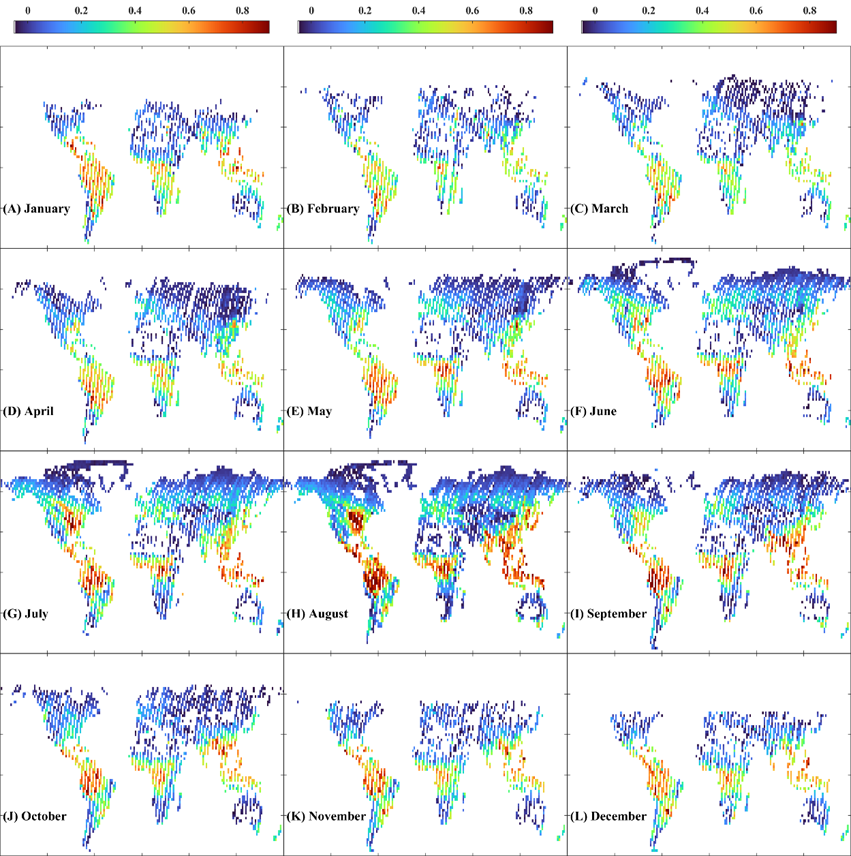 0 0.2 0.4 0.6 0.8 0 0.2 0.4 0.6 0.8 0 0.2 0.4 0.6 0.8
(A) January (B) February (C) March
(D) April (E) May (F) June
(G) July (H) August (I) September
(J) October (K) November (L) December